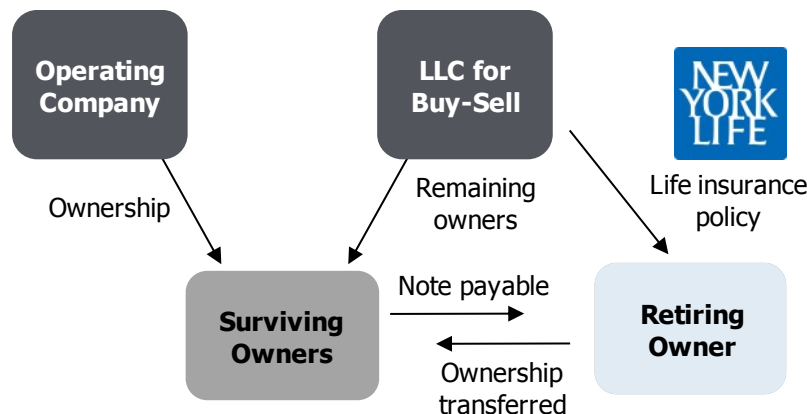 Operating
Company
LLC for
Buy-Sell
NEW
YORK
LIFE
Ownership
Remaining
owners
Life insurance
policy
Surviving
Owners
Note payable
Retiring
Owner
Ownership
transferred